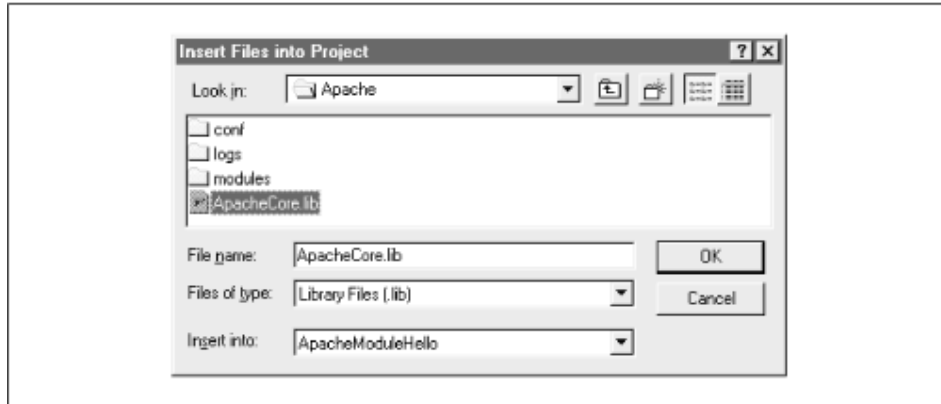 Insert Files into Project
Look in: Apache
conf
logs
modules
ApacheCore.lib
File name: ApacheCore.lib OK
Files of type: Library Files (.lib) Cancel
Insert into: ApacheModuleHello